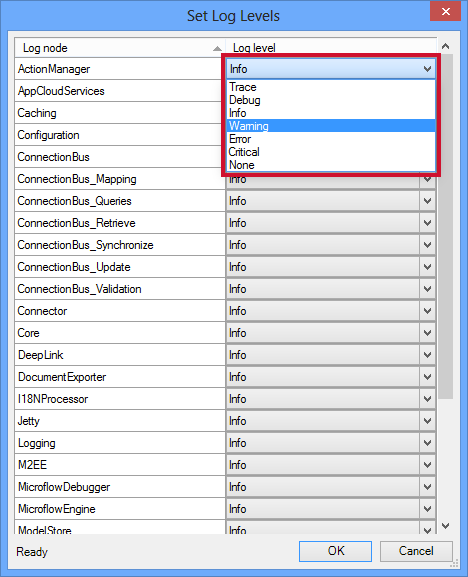 Set Log Levels
Log node Log level
ActionManager Info
AppCloudServices Trace
Debug
Caching Info
Warning
Configuration Error
Critical
ConnectionBus None
ConnectionBus_Mapping Info
ConnectionBus_Queries Info
ConnectionBus_Retrieve Info
ConnectionBus_Synchronize Info
ConnectionBus_Update Info
ConnectionBus_Validation Info
Connector Info
Core Info
DeepLink Info
DocumentExporter Info
I18NProcessor Info
Jetty Info
Logging Info
M2EE Info
MicroflowDebugger Info
MicroflowEngine Info
ModelStore Info
Ready OK Cancel